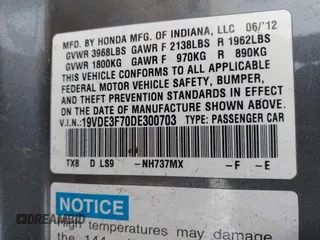 MFD. BY HONDA MFG. OF INDIANA, LLC 06/'12
GVWR 3968LBS GAWR F 2138LBS R 1962LBS
GVWR 1800KG GAWR F 970KG R 890KG
THIS VEHICLE CONFORMS TO ALL APPLICABLE
FEDERAL MOTOR VEHICLE SAFETY, BUMPER,
AND THEFT PREVENTION STANDARDS IN EFFECT
ON THE DATE OF MANUFACTURE SHOWN ABOVE.
V.I.N: 19VDE3F70DE300703 TYPE: PASSENGER CAR
TX8 D LS9 -NH737MX -F -E
NOTICE
High temperatures may damage
DREAMBID